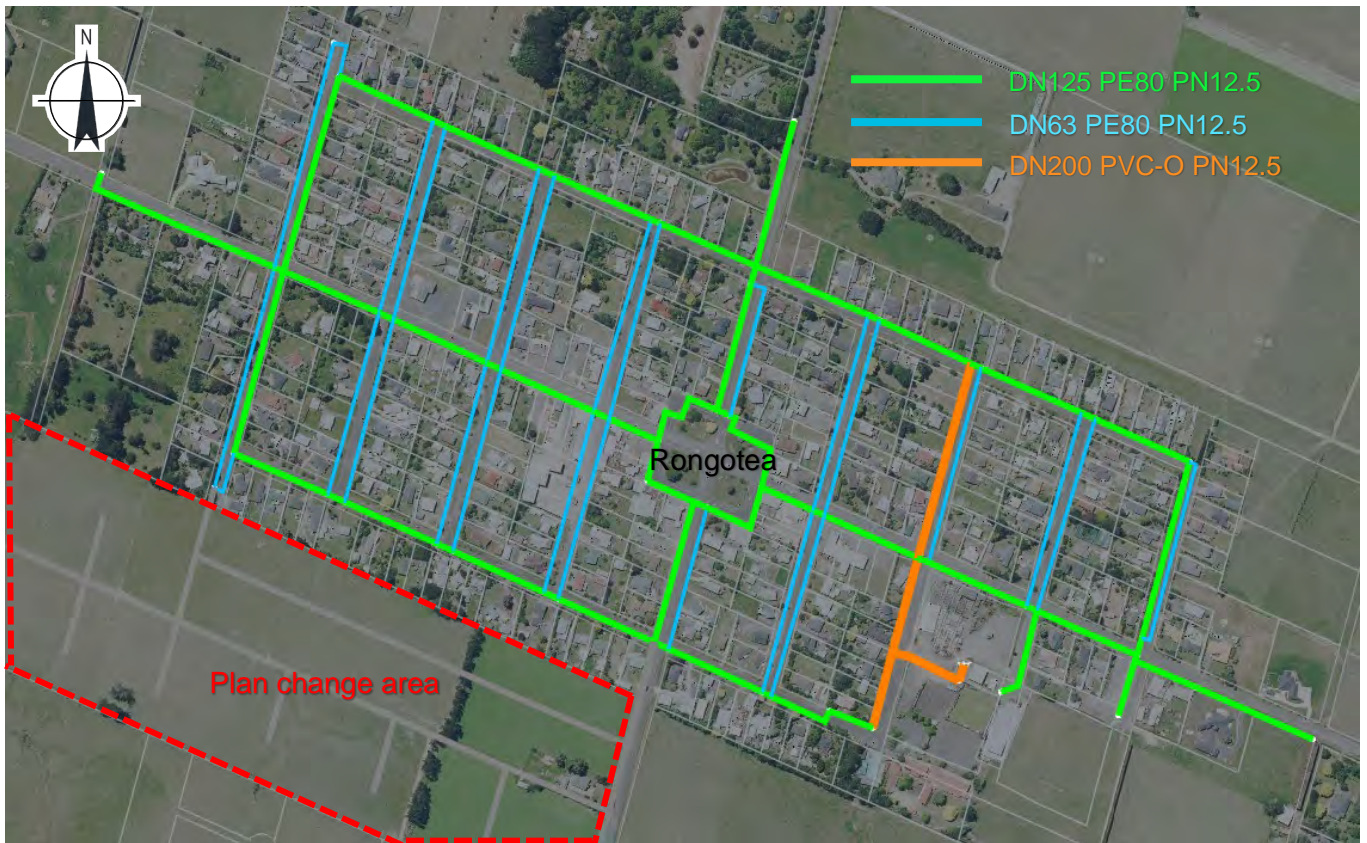 N
DN125 PE80 PN12.5
DN63 PE80 PN12.5
DN200 PVC-O PN12.5
Rongotea
Plan change area